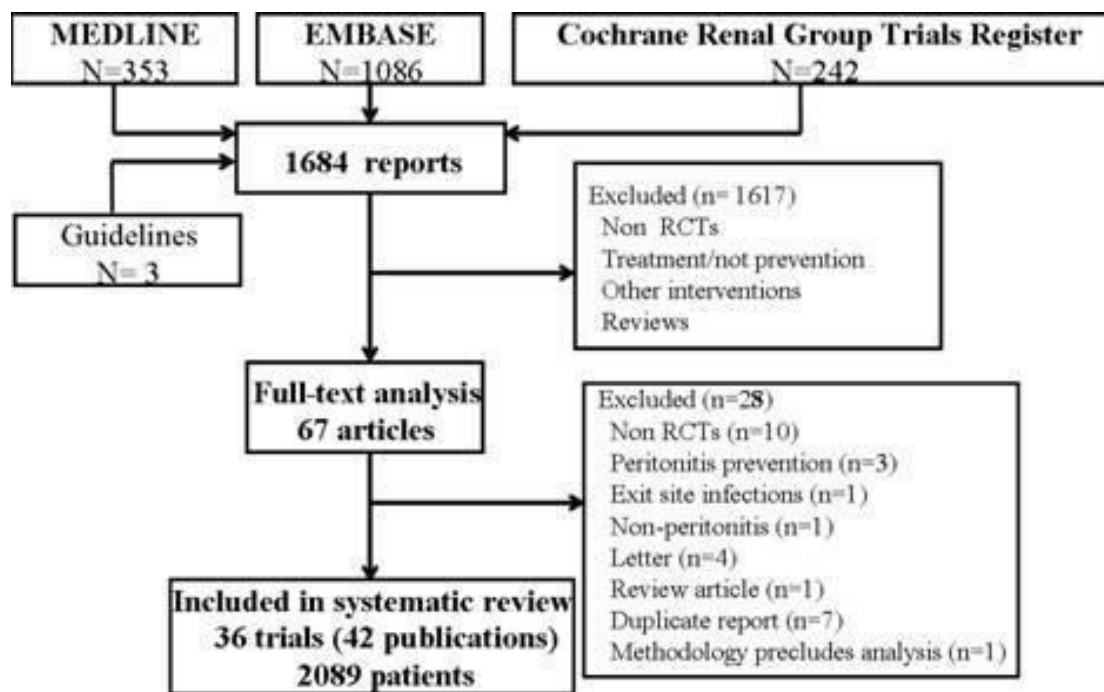 MEDLINE
N=353
EMBASE
N=1086
Cochrane Renal Group Trials Register
N=242
1684 reports
Guidelines
N= 3
Excluded (n= 1617)
Non RCTs
Treatment/not prevention
Other interventions
Reviews
Full-text analysis
67 articles
Excluded (n=28)
Non RCTs (n=10)
Peritonitis prevention (n=3)
Exit site infections (n=1)
Non-peritonitis (n=1)
Letter (n=4)
Review article (n=1)
Duplicate report (n=7)
Methodology precludes analysis (n=1)
Included in systematic review
36 trials (42 publications)
2089 patients